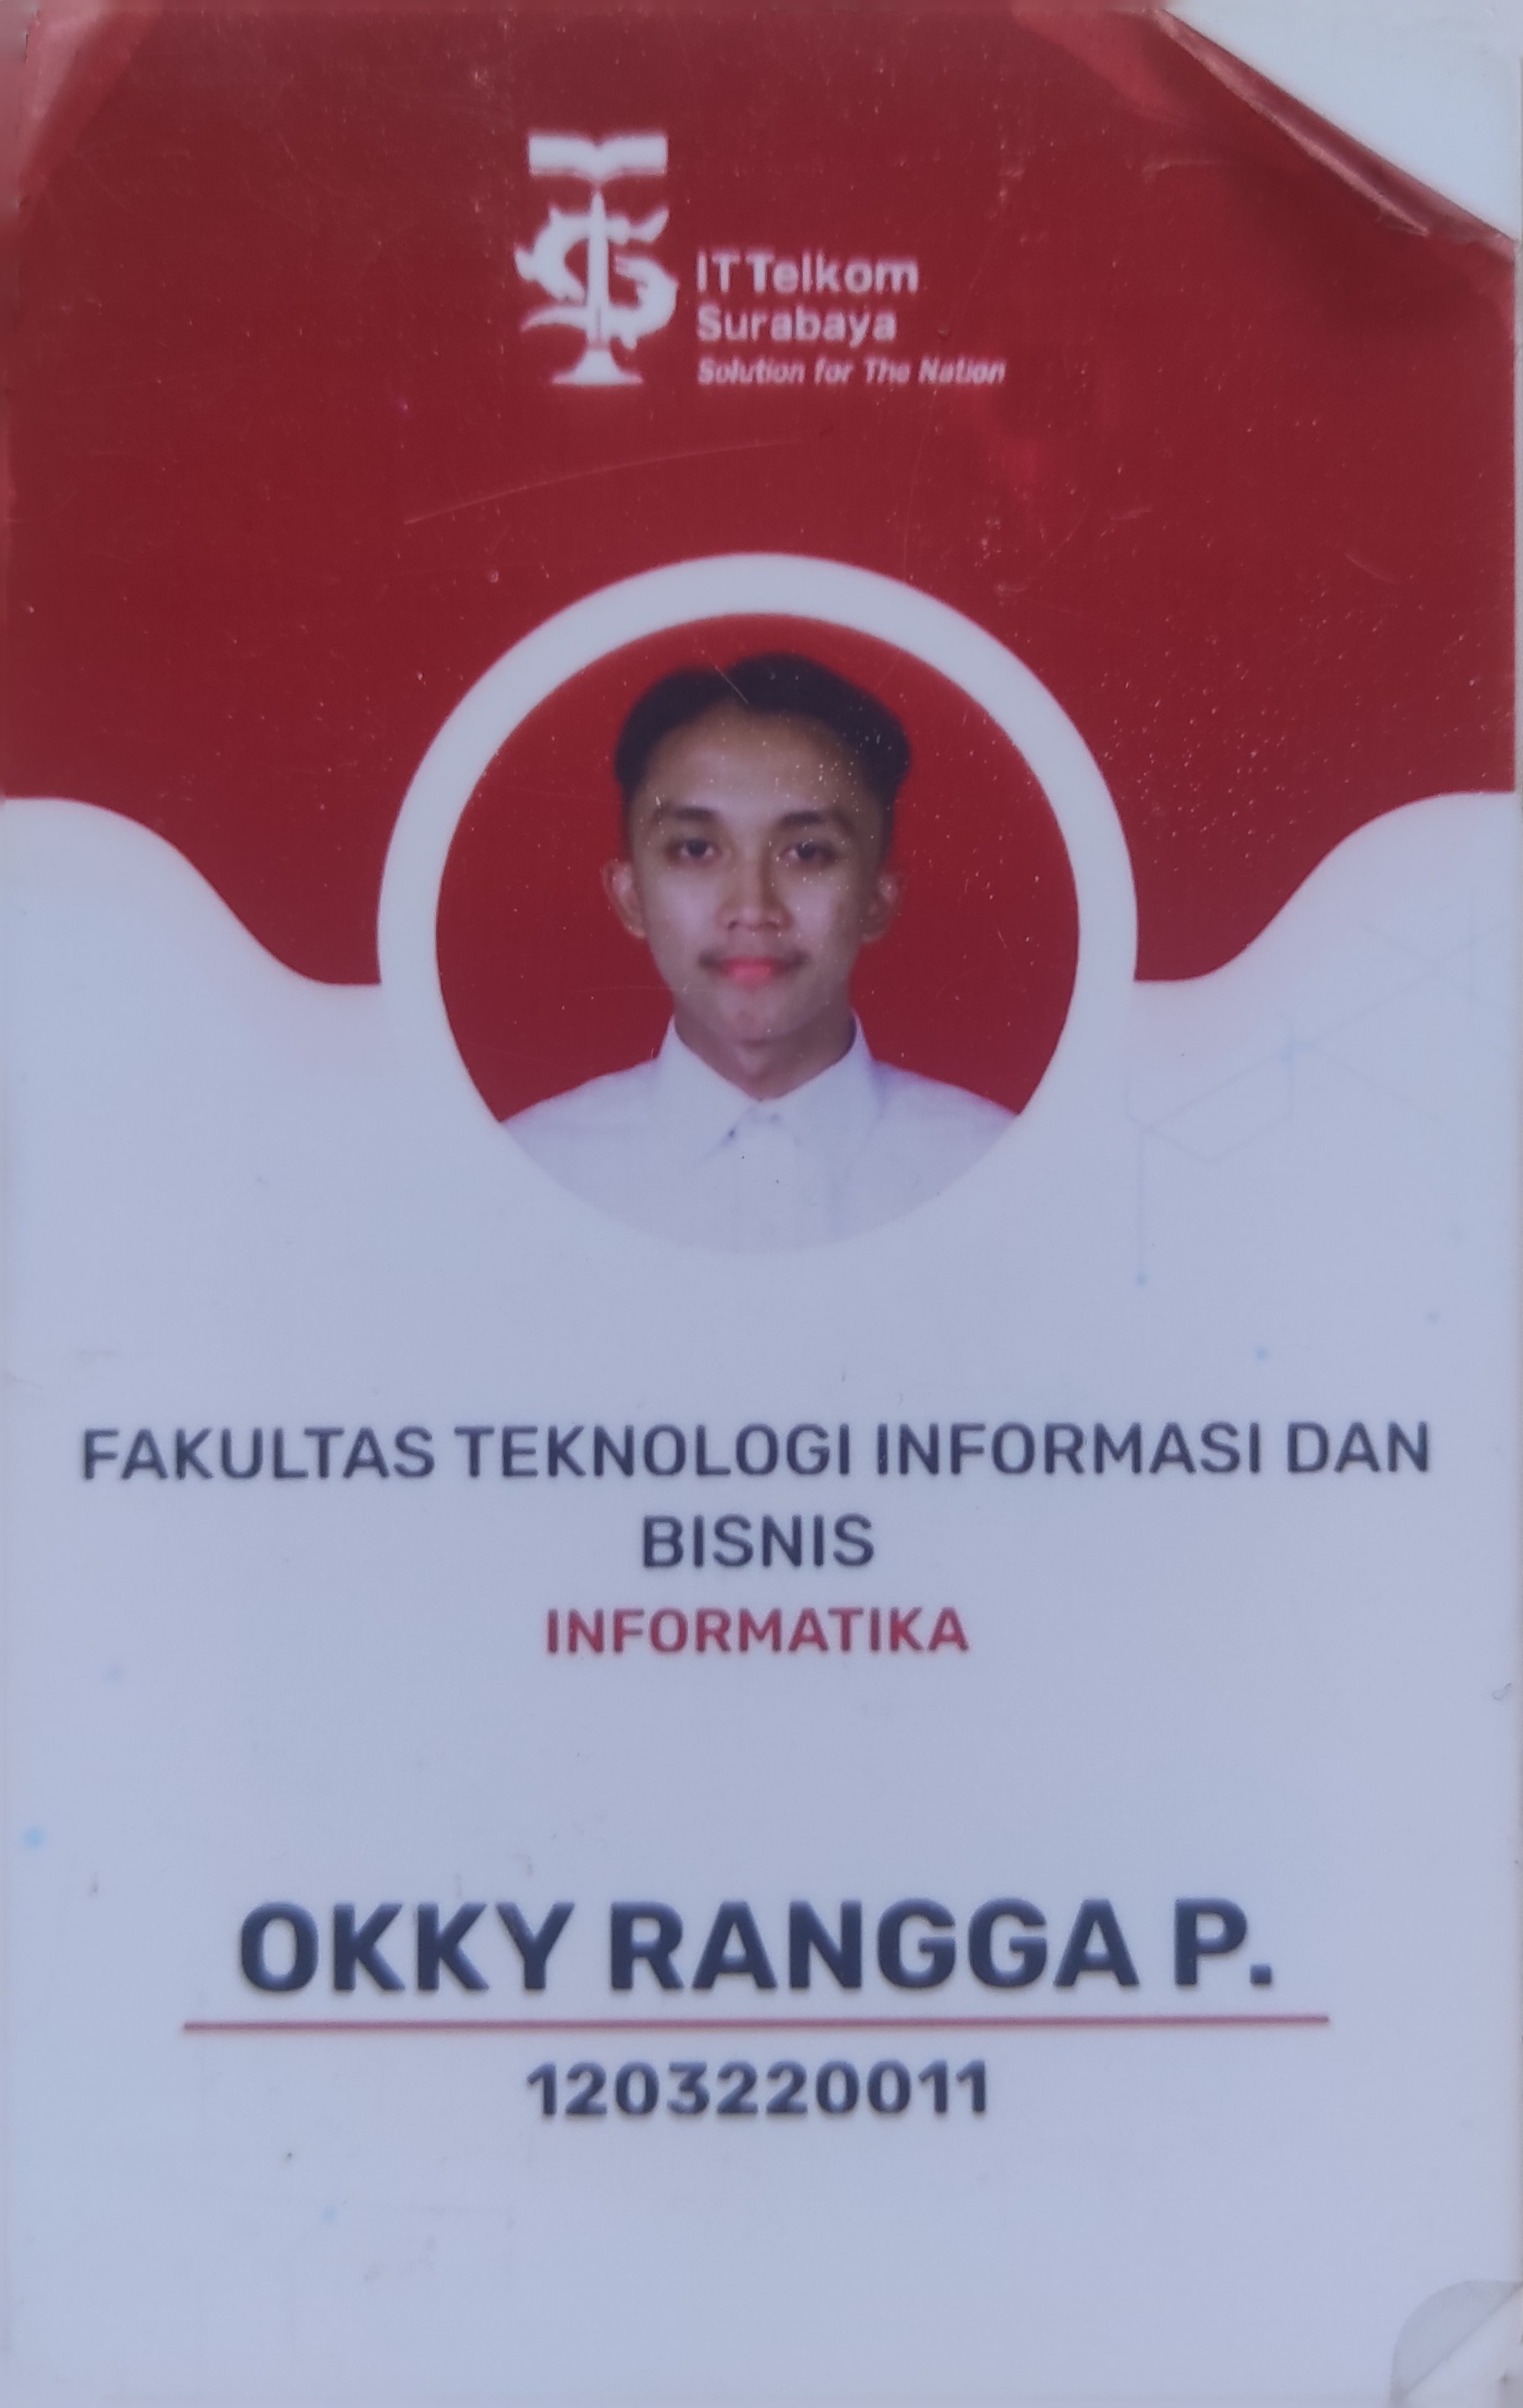 IT Telkom
Surabaya
Solution for The Nation
FAKULTAS TEKNOLOGI INFORMASI DAN
BISNIS
INFORMATIKA
OKKY RANGGA P.
1203220011